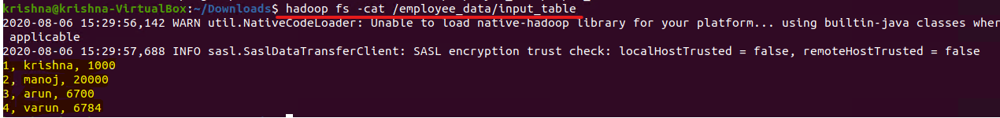 krishna@krishna-VirtualBox:~/Downloads$ hadoop fs -cat /employee_data/input_table
2020-08-06 15:29:56,142 WARN util.NativeCodeLoader: Unable to load native-hadoop library for your platform... using builtin-java classes wher
applicable
2020-08-06 15:29:57,688 INFO sasl.SaslDataTransferClient: SASL encryption trust check: localHostTrusted = false, remoteHostTrusted = false
1, krishna, 1000
2, manoj, 20000
3, arun, 6700
4, varun, 6784